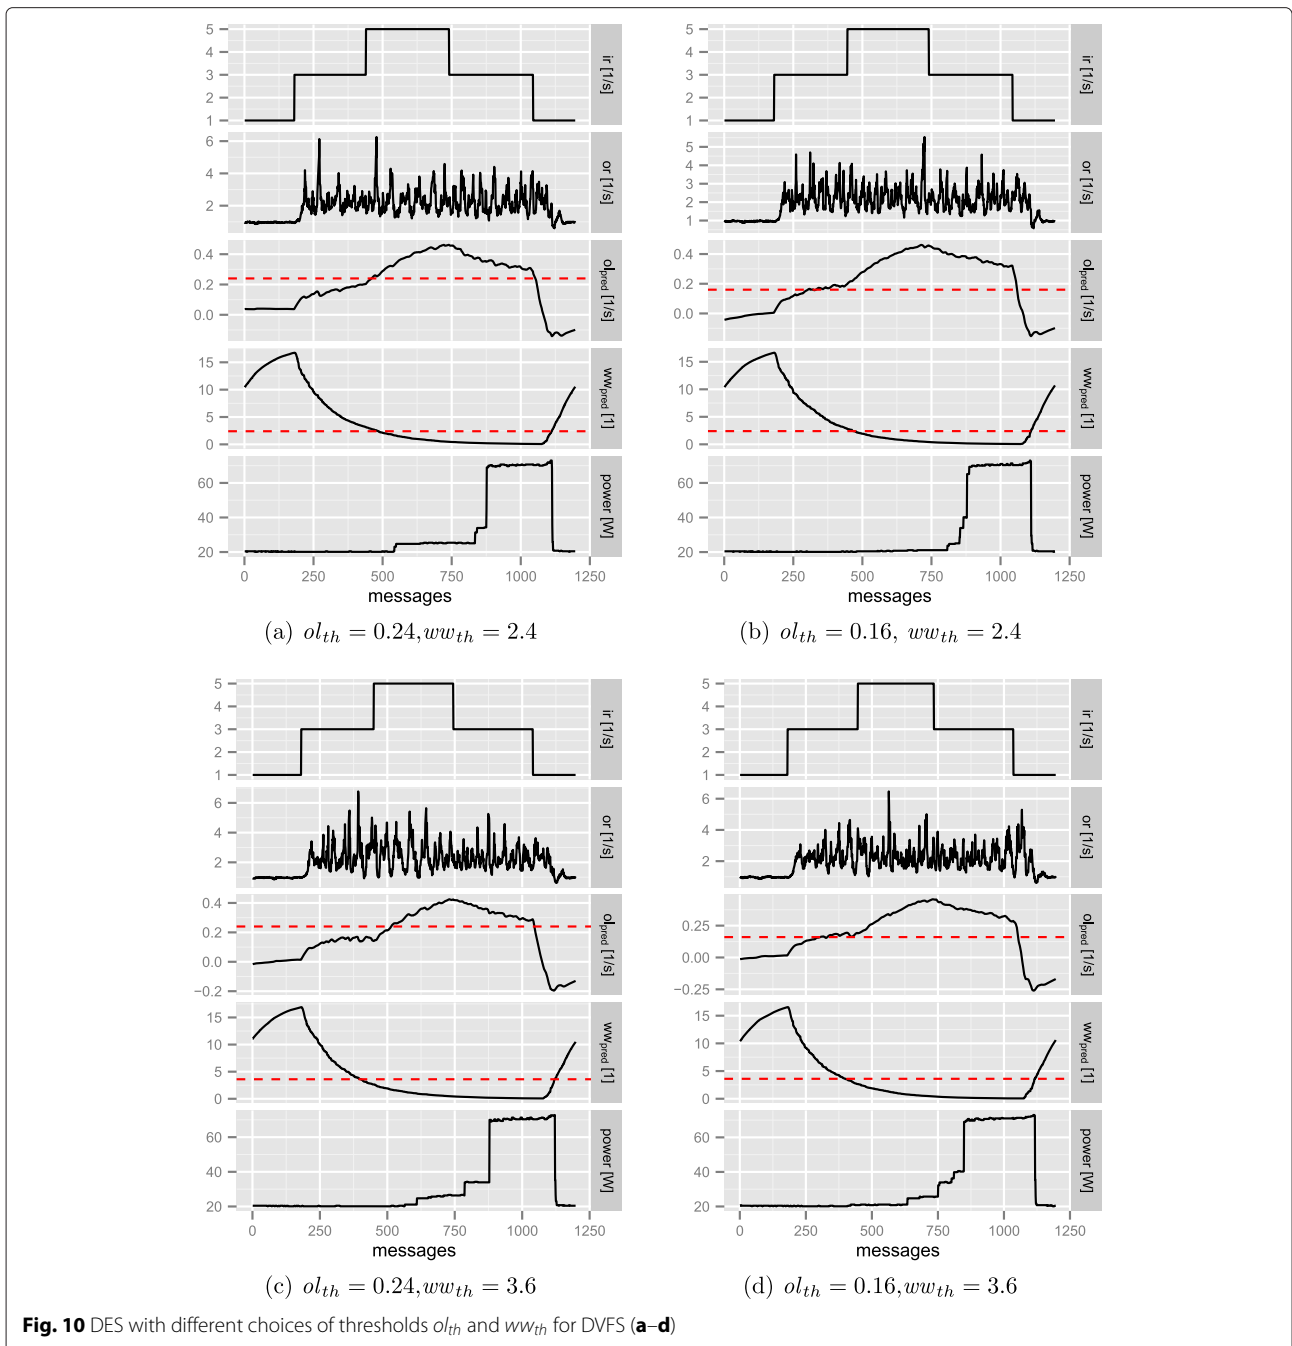 5
4
3
2
1
ir [1/s]
6
4
2
or [1/s]
0.4
0.2
0.0
ol_pred [1/s]
15
10
5
0
ww_pred [1]
60
40
20
power [W]
0 250 500 750 1000 1250
messages
(a) ol_th = 0.24,ww_th = 2.4
5
4
3
2
1
ir [1/s]
5
4
3
2
1
or [1/s]
0.4
0.2
0.0
ol_pred [1/s]
15
10
5
0
ww_pred [1]
60
40
20
power [W]
0 250 500 750 1000 1250
messages
(b) ol_th = 0.16, ww_th = 2.4
5
4
3
2
1
ir [1/s]
6
4
2
or [1/s]
0.4
0.2
0.0
−0.2
ol_pred [1/s]
15
10
5
0
ww_pred [1]
60
40
20
power [W]
0 250 500 750 1000 1250
messages
(c) ol_th = 0.24,ww_th = 3.6
5
4
3
2
1
ir [1/s]
6
4
2
or [1/s]
0.25
0.00
−0.25
ol_pred [1/s]
15
10
5
0
ww_pred [1]
60
40
20
power [W]
0 250 500 750 1000 1250
messages
(d) ol_th = 0.16,ww_th = 3.6
Fig. 10 DES with different choices of thresholds ol_th and ww_th for DVFS (a–d)